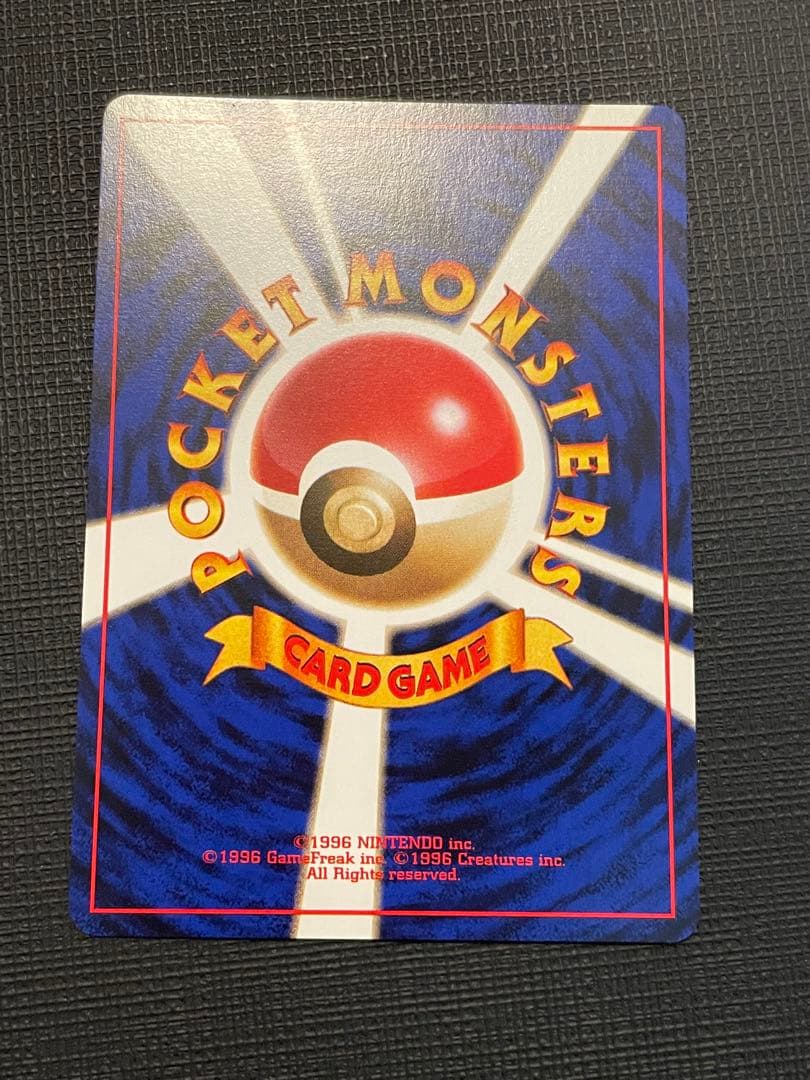 POCKET MONSTERS
CARD GAME
©1996 NINTENDO inc.
©1996 GameFreak inc. ©1996 Creatures inc.
All Rights reserved.